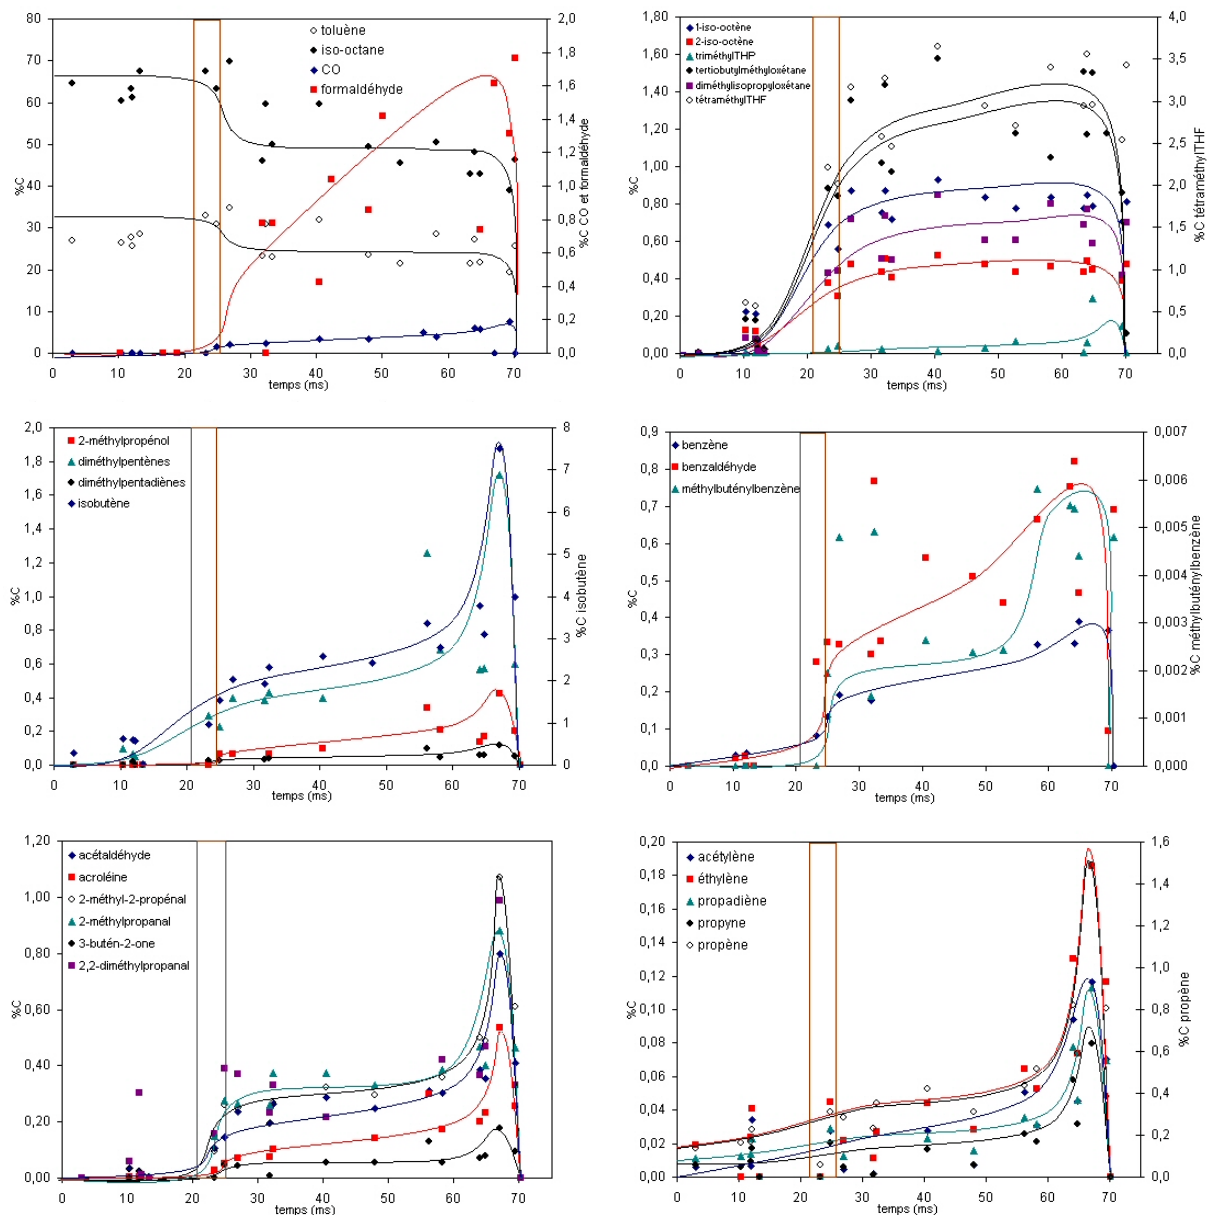 %C
80
70
60
50
40
30
20
10
0
toluène
iso-octane
CO
formaldéhyde
2,0
1,8
1,6
1,4
1,2
1,0
0,8
0,6
0,4
0,2
0,0
%C CO et formaldéhyde
0 10 20 30 40 50 60 70
temps (ms)
%C
1,80
1,60
1,40
1,20
1,00
0,80
0,60
0,40
0,20
0,00
1-iso-octène
2-iso-octène
triméthylTHP
tertiobutylméthyloxétane
diméthylisopropyloxétane
tétraméthylTHF
4,0
3,5
3,0
2,5
2,0
1,5
1,0
0,5
0,0
%C tétraméthylTHF
0 10 20 30 40 50 60 70
temps (ms)
%C
2,0
1,8
1,6
1,4
1,2
1,0
0,8
0,6
0,4
0,2
0,0
2-méthylpropénol
diméthylpentènes
diméthylpentadiènes
isobutène
8
7
6
5
4
3
2
1
0
%C isobutène
0 10 20 30 40 50 60 70
temps (ms)
%C
0,9
0,8
0,7
0,6
0,5
0,4
0,3
0,2
0,1
0,0
benzène
benzaldéhyde
méthylbuténylbenzène
0,007
0,006
0,005
0,004
0,003
0,002
0,001
0,000
%C méthylbuténylbenzène
0 10 20 30 40 50 60 70
temps (ms)
%C
1,20
1,00
0,80
0,60
0,40
0,20
0,00
acétaldéhyde
acroléine
2-méthyl-2-propénal
2-méthylpropanal
3-butén-2-one
2,2-diméthylpropanal
0 10 20 30 40 50 60 70
temps (ms)
%C
0,20
0,18
0,16
0,14
0,12
0,10
0,08
0,06
0,04
0,02
0,00
acétylène
éthylène
propadiène
propyne
propène
1,6
1,4
1,2
1,0
0,8
0,6
0,4
0,2
0,0
%C propène
0 10 20 30 40 50 60 70
temps (ms)